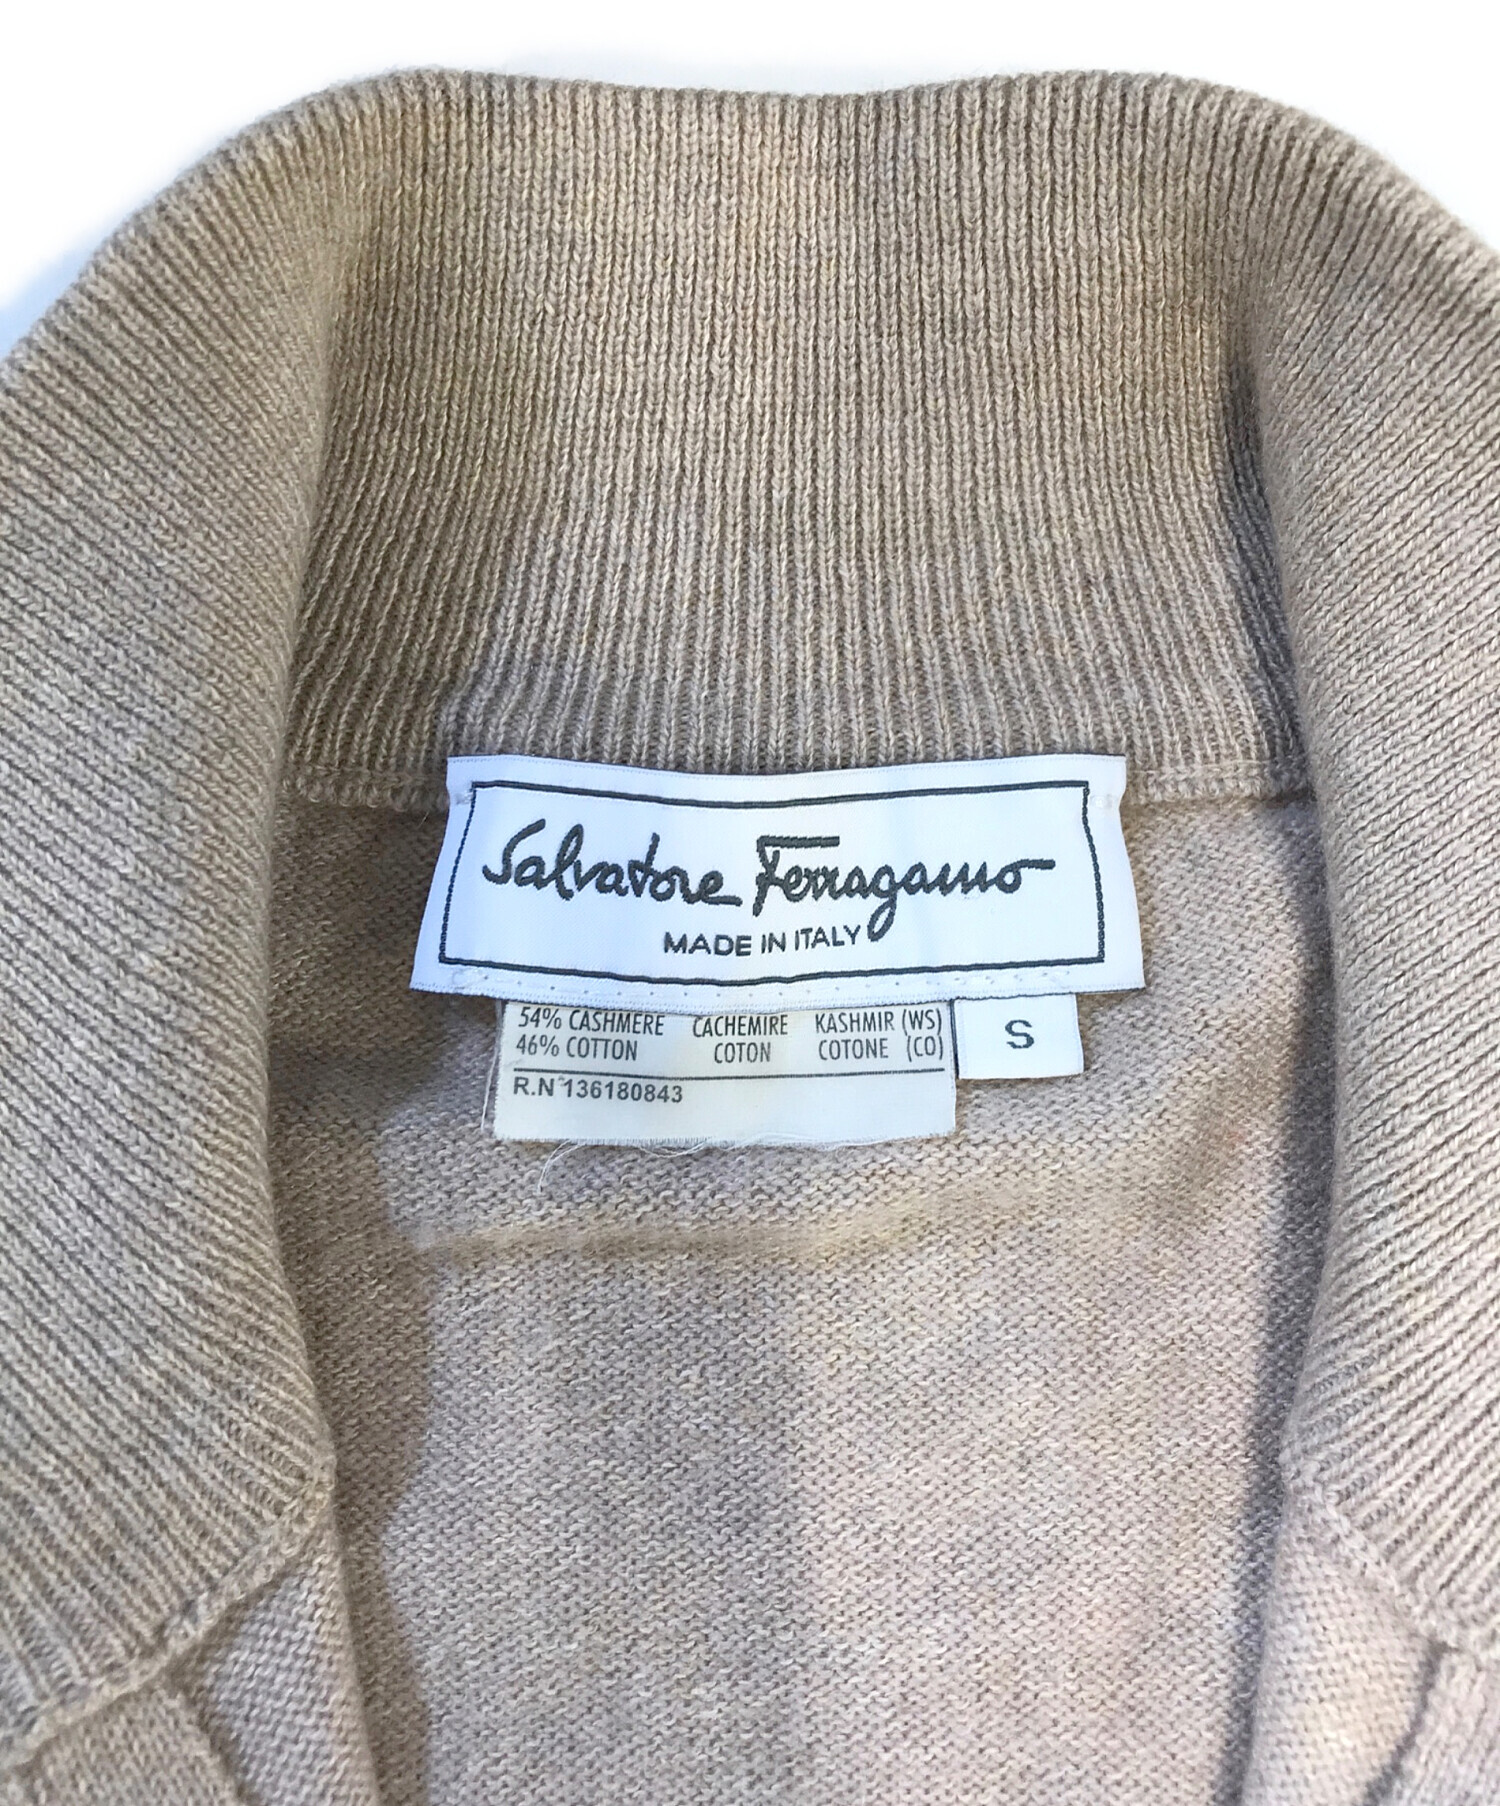 Salvatore Ferragamo
MADE IN ITALY
54% CASHMERE CACHEMIRE KASHMIR (WS)
46% COTTON COTON COTONE (CO)
R.N°136180843
S